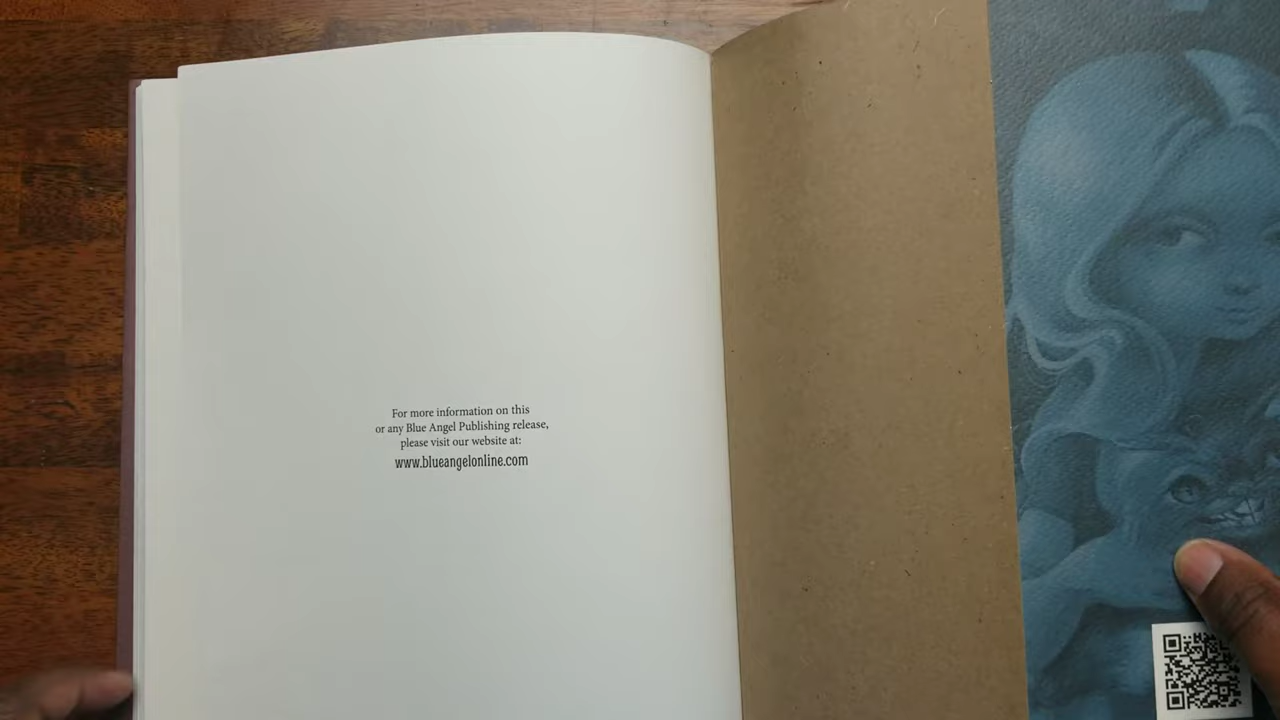 For more information on this
or any Blue Angel Publishing release,
please visit our website at:
www.blueangelonline.com